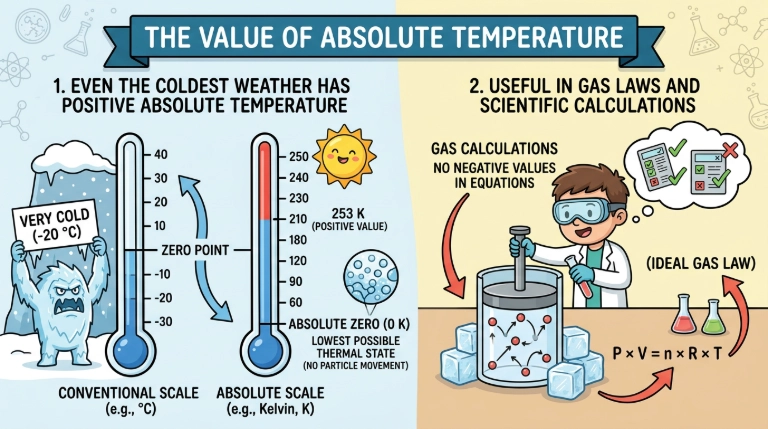 THE VALUE OF ABSOLUTE TEMPERATURE
1. EVEN THE COLDEST WEATHER HAS
POSITIVE ABSOLUTE TEMPERATURE
VERY COLD
(-20 °C)
40
30
20
10
ZERO POINT
-10
-20
-30
CONVENTIONAL SCALE
(e.g., °C)
250
240
230
210
180
120
90
60
ABSOLUTE ZERO (0 K)
LOWEST POSSIBLE
THERMAL STATE
(NO PARTICLE MOVEMENT)
253 K
(POSITIVE VALUE)
ABSOLUTE SCALE
(e.g., Kelvin, K)
2. USEFUL IN GAS LAWS AND
SCIENTIFIC CALCULATIONS
GAS CALCULATIONS
NO NEGATIVE VALUES
IN EQUATIONS
(IDEAL GAS LAW)
P × V = n × R × T